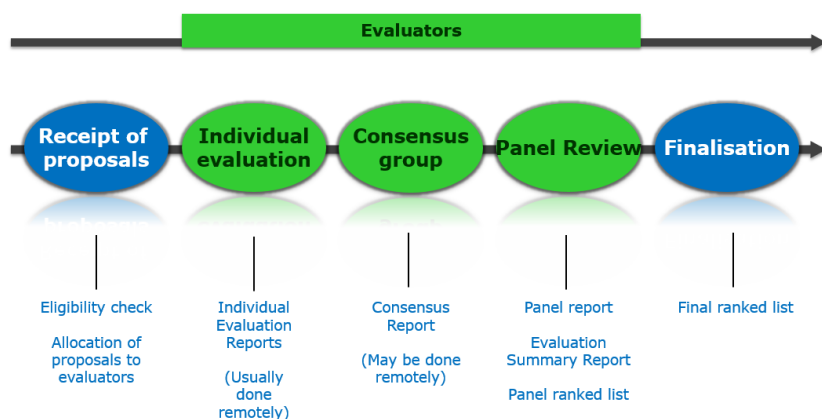 Evaluators
Receipt of
proposals
Individual
evaluation
Consensus
group
Panel Review
Finalisation
Eligibility check
Allocation of
proposals to
evaluators
Individual
Evaluation
Reports
(Usually
done
remotely)
Consensus
Report
(May be done
remotely)
Panel report
Evaluation
Summary Report
Panel ranked list
Final ranked list